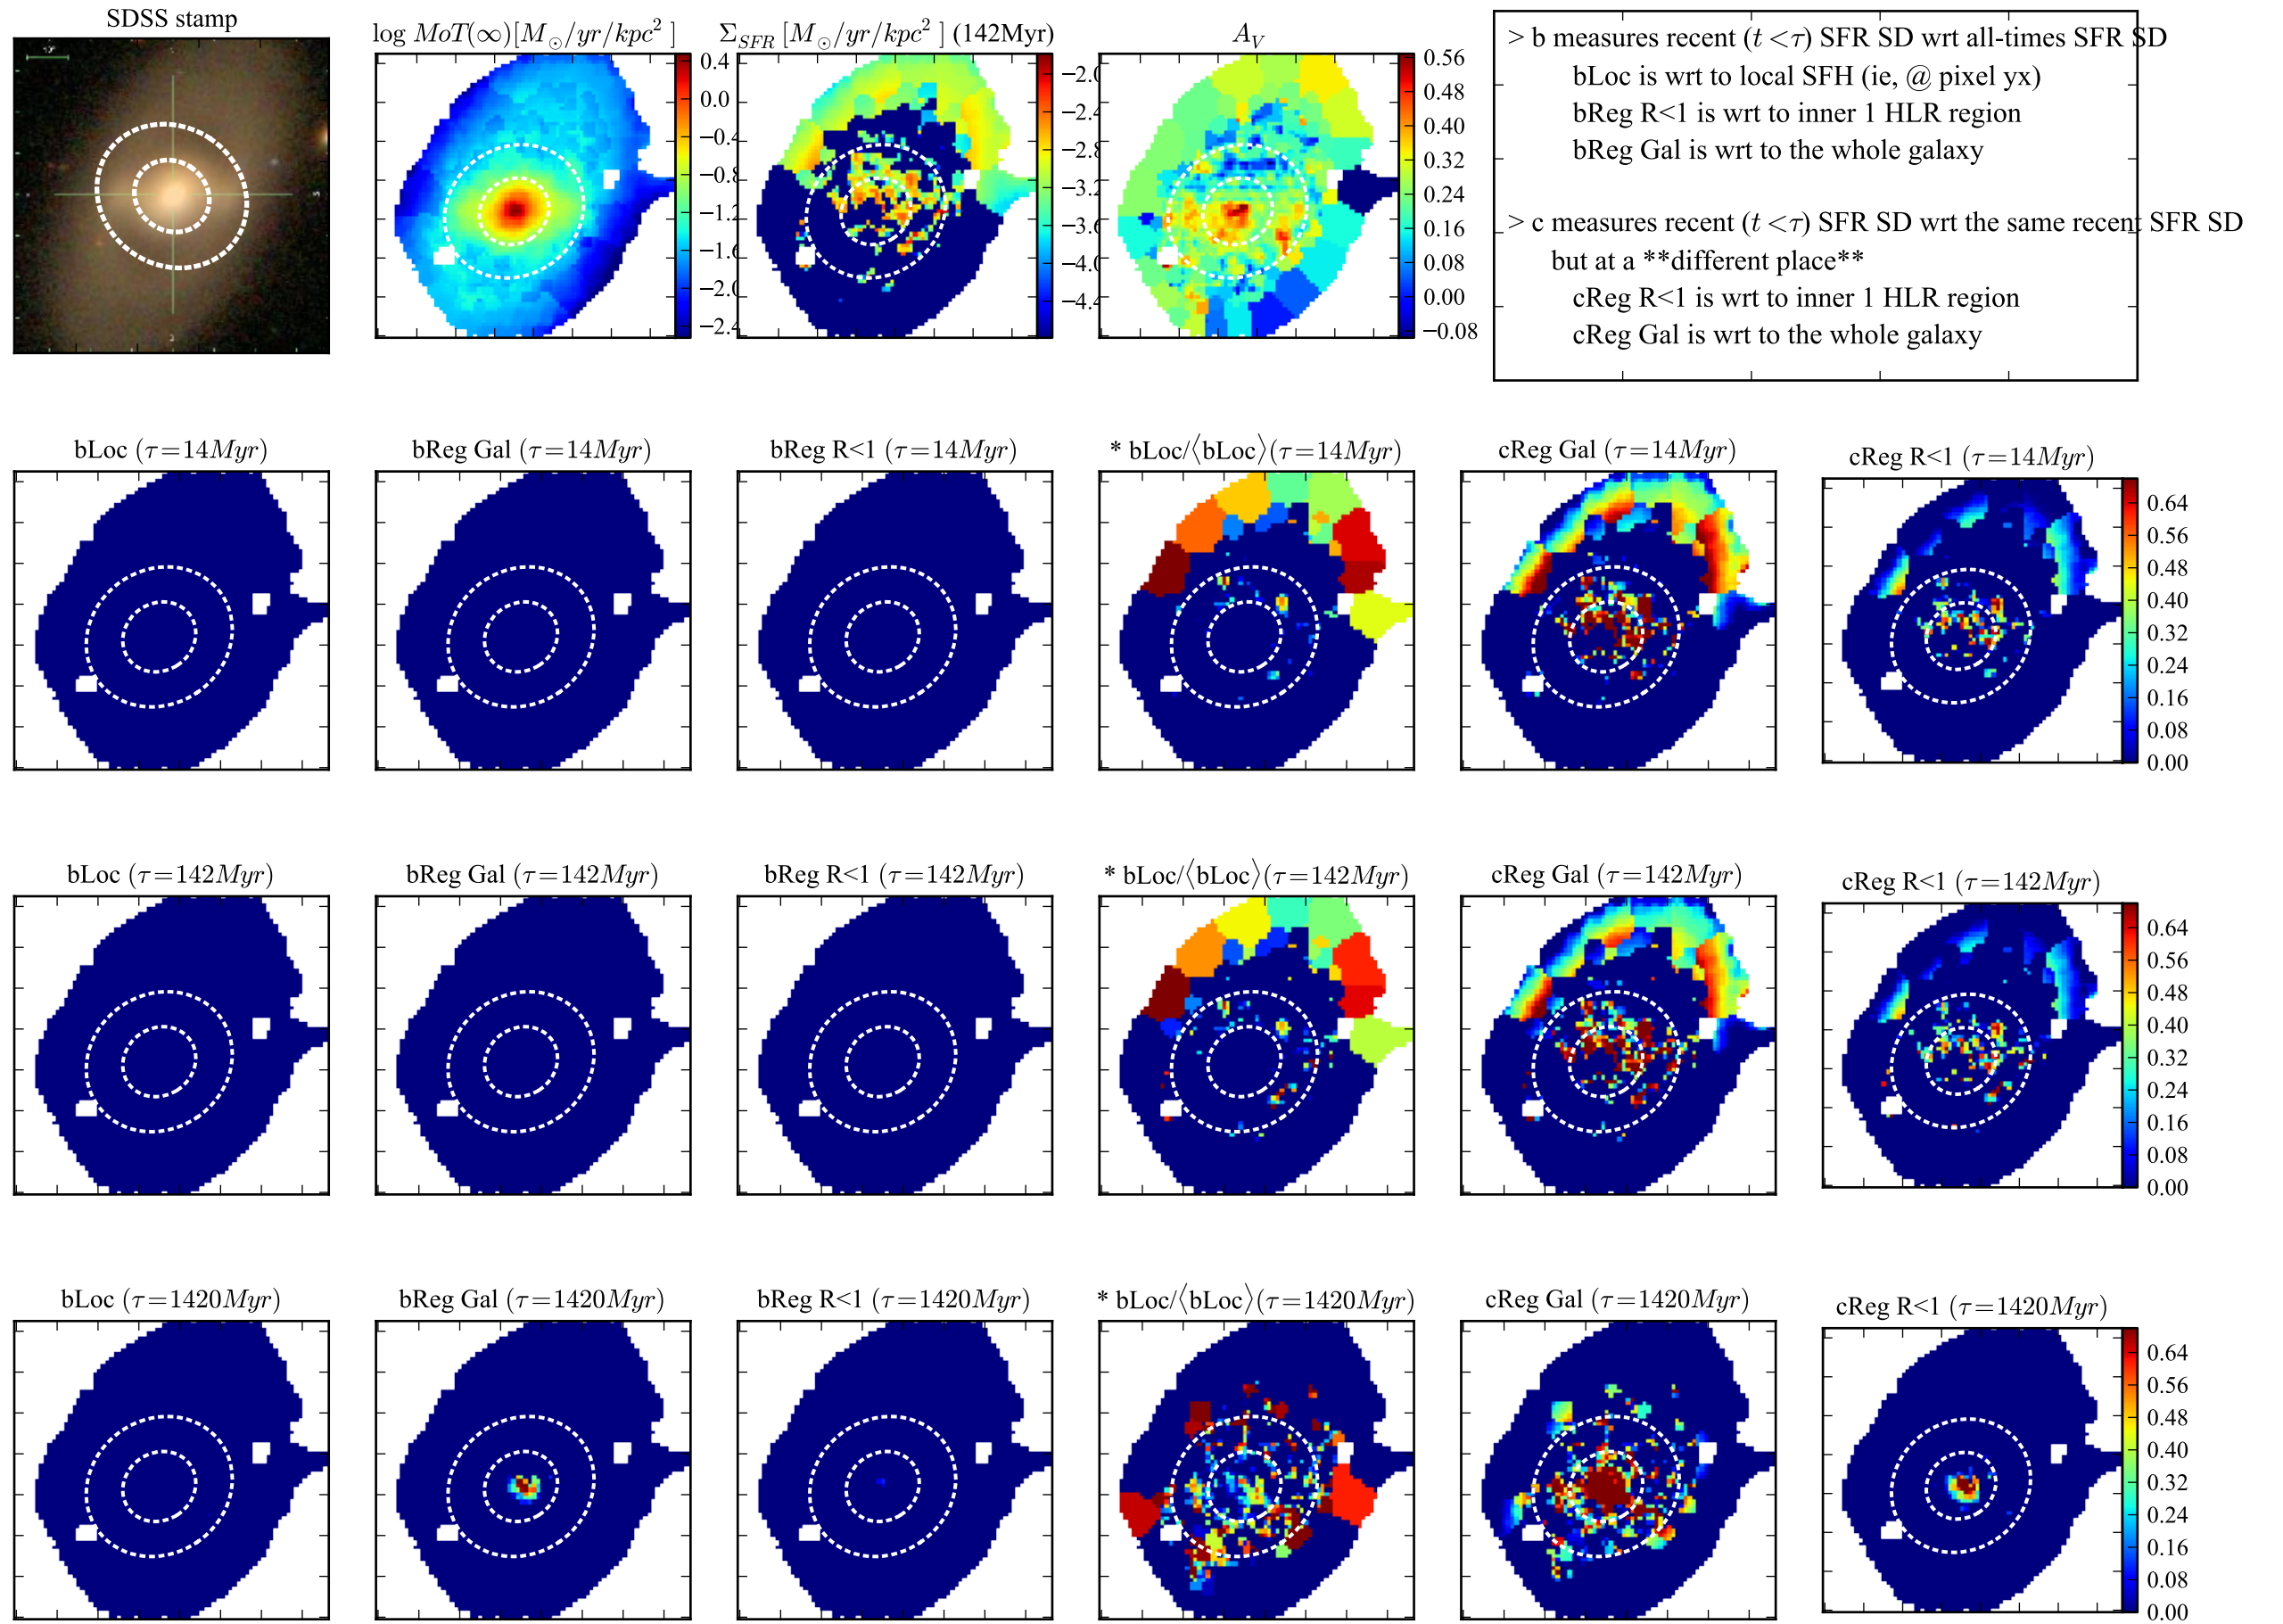 SDSS stamp
log MoT(∞)[M⊙/yr/kpc²]
Σ_SFR [M⊙/yr/kpc²] (142Myr)
A_V
0.4
0.0
−0.4
−0.8
−1.2
−1.6
−2.0
−2.4
−2.0
−2.4
−2.8
−3.2
−3.6
−4.0
−4.4
0.56
0.48
0.40
0.32
0.24
0.16
0.08
0.00
−0.08
> b measures recent (t<τ) SFR SD wrt all-times SFR SD
bLoc is wrt to local SFH (ie, @ pixel yx)
bReg R<1 is wrt to inner 1 HLR region
bReg Gal is wrt to the whole galaxy
> c measures recent (t<τ) SFR SD wrt the same recent SFR SD
but at a **different place**
cReg R<1 is wrt to inner 1 HLR region
cReg Gal is wrt to the whole galaxy
bLoc (τ=14Myr)
bReg Gal (τ=14Myr)
bReg R<1 (τ=14Myr)
* bLoc/⟨bLoc⟩(τ=14Myr)
cReg Gal (τ=14Myr)
cReg R<1 (τ=14Myr)
0.64
0.56
0.48
0.40
0.32
0.24
0.16
0.08
0.00
bLoc (τ=142Myr)
bReg Gal (τ=142Myr)
bReg R<1 (τ=142Myr)
* bLoc/⟨bLoc⟩(τ=142Myr)
cReg Gal (τ=142Myr)
cReg R<1 (τ=142Myr)
0.64
0.56
0.48
0.40
0.32
0.24
0.16
0.08
0.00
bLoc (τ=1420Myr)
bReg Gal (τ=1420Myr)
bReg R<1 (τ=1420Myr)
* bLoc/⟨bLoc⟩(τ=1420Myr)
cReg Gal (τ=1420Myr)
cReg R<1 (τ=1420Myr)
0.64
0.56
0.48
0.40
0.32
0.24
0.16
0.08
0.00